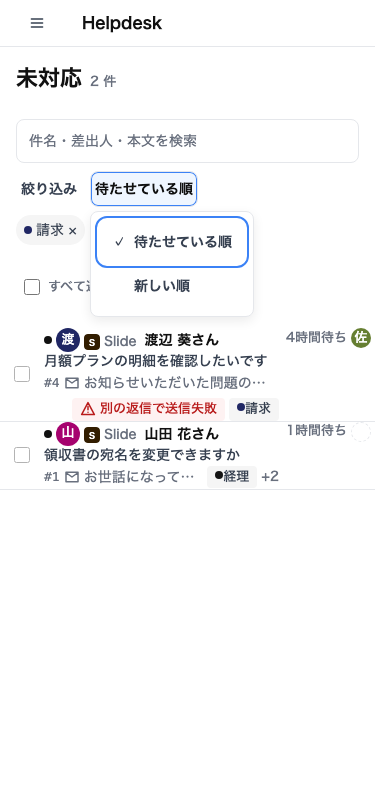 Helpdesk
未対応 2 件
件名・差出人・本文を検索
絞り込み 待たせている順
請求 ×
✓ 待たせている順
新しい順
すべて
渡 s Slide 渡辺 葵さん 4時間待ち 佐
月額プランの明細を確認したいです
#4 お知らせいただいた問題の…
別の返信で送信失敗 請求
山 s Slide 山田 花さん 1時間待ち
領収書の宛名を変更できますか
#1 お世話になって… 経理 +2